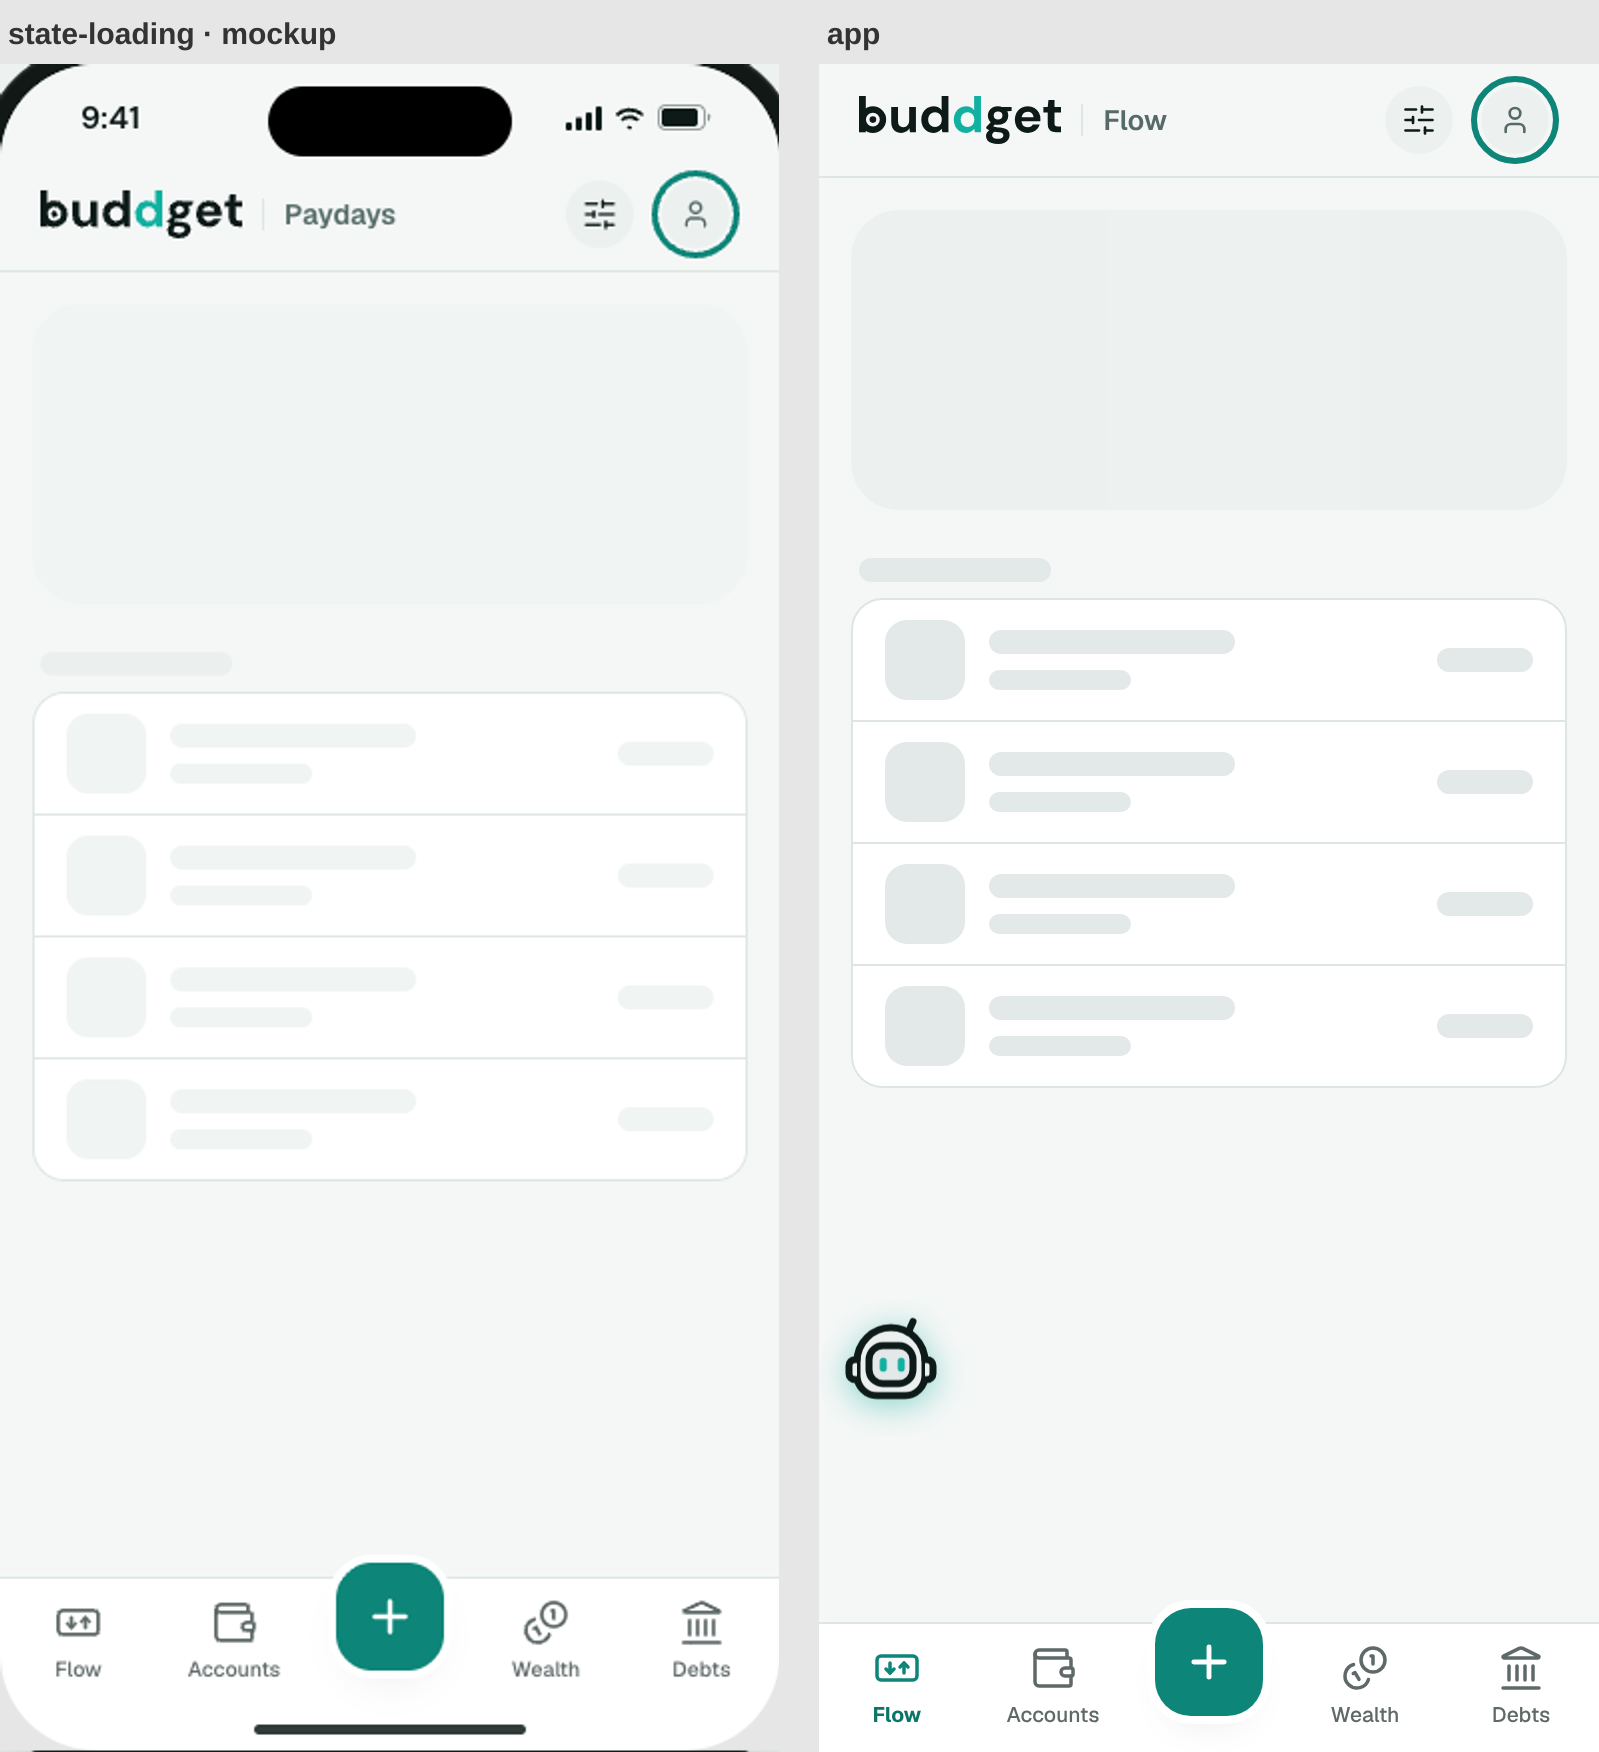 state-loading · mockup
9:41
buddget
Paydays
Flow
Accounts
Wealth
Debts
app
buddget
Flow
Flow
Accounts
Wealth
Debts